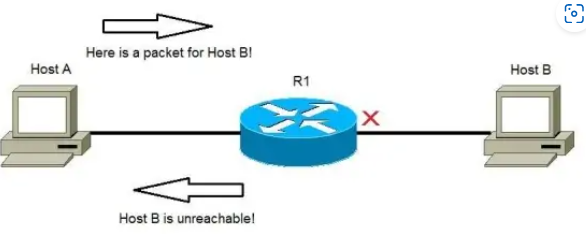 Here is a packet for Host B!
Host A
R1
Host B
Host B is unreachable!